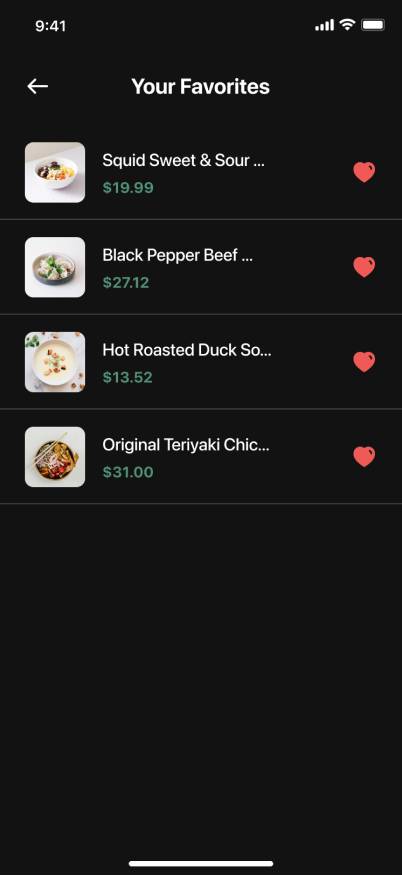 9:41
Your Favorites
Squid Sweet & Sour ...
$19.99
Black Pepper Beef ...
$27.12
Hot Roasted Duck So...
$13.52
Original Teriyaki Chic...
$31.00